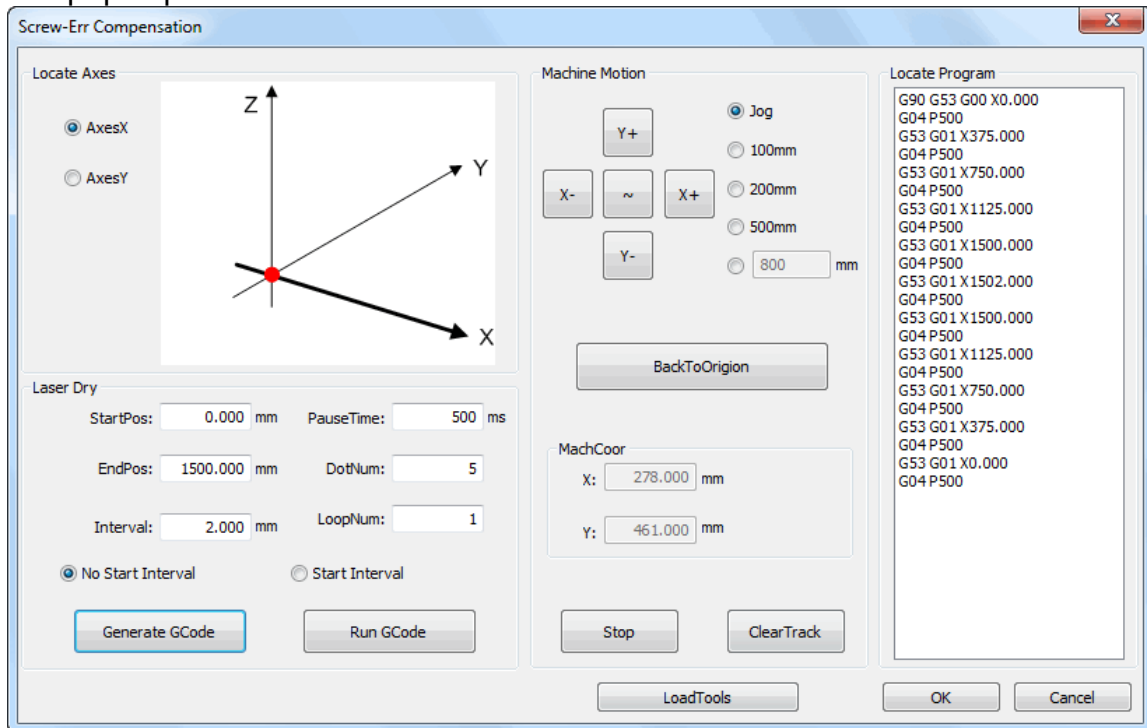 Screw-Err Compensation
Locate Axes
AxesX
AxesY
Z
Y
X
Laser Dry
StartPos: 0.000 mm PauseTime: 500 ms
EndPos: 1500.000 mm DotNum: 5
Interval: 2.000 mm LoopNum: 1
No Start Interval Start Interval
Generate GCode Run GCode
Machine Motion
Y+
X- ~ X+
Y-
Jog
100mm
200mm
500mm
800 mm
BackToOrigion
MachCoor
X: 278.000 mm
Y: 461.000 mm
Stop ClearTrack
Locate Program
G90 G53 G00 X0.000
G04 P500
G53 G01 X375.000
G04 P500
G53 G01 X750.000
G04 P500
G53 G01 X1125.000
G04 P500
G53 G01 X1500.000
G04 P500
G53 G01 X1502.000
G04 P500
G53 G01 X1500.000
G04 P500
G53 G01 X1125.000
G04 P500
G53 G01 X750.000
G04 P500
G53 G01 X375.000
G04 P500
G53 G01 X0.000
G04 P500
LoadTools OK Cancel